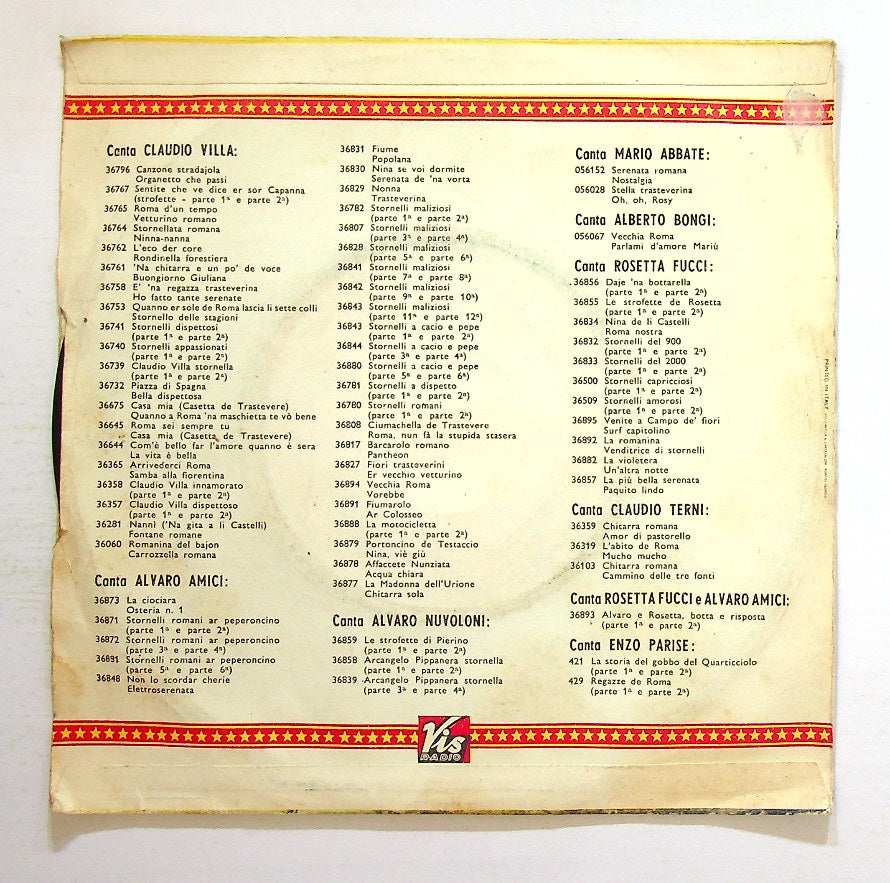 Canta CLAUDIO VILLA:
36796 Canzone stradajola
Organetto che passi
36767 Sentite che ve dice er sor Capanna
(strofette - parte 1ª e parte 2ª)
36765 Roma d'un tempo
Vetturino romano
36764 Stornellata romana
Ninna-nanna
36762 L'eco der core
Rondinella forestiera
36761 'Na chitarra e un po' de voce
Buongiorno Giuliana
36758 E' 'na regazza trasteverina
Ho fatto tante serenate
36753 Quanno er sole de Roma lascia li sette colli
Stornello delle stagioni
36741 Stornelli dispettosi
(parte 1ª e parte 2ª)
36740 Stornelli appassionati
(parte 1ª e parte 2ª)
36739 Claudio Villa stornella
(parte 1ª e parte 2ª)
36732 Piazza di Spagna
Bella dispettosa
36675 Casa mia (Casetta de Trastevere)
Quanno a Roma 'na maschietta te vò bene
36645 Roma sei sempre tu
Casa mia (Casetta de Trastevere)
36644 Com'è bello far l'amore quanno è sera
La vita è bella
36365 Arrivederci Roma
Samba alla fiorentina
36358 Claudio Villa innamorato
(parte 1ª e parte 2ª)
36357 Claudio Villa dispettoso
(parte 1ª e parte 2ª)
36281 Nannì ('Na gita a li Castelli)
Fontane romane
36060 Romanina del bajon
Carrozzella romana
Canta ALVARO AMICI:
36873 La ciociara
Osteria n. 1
36871 Stornelli romani ar peperoncino
(parte 1ª e parte 2ª)
36872 Stornelli romani ar peperoncino
(parte 3ª e parte 4ª)
36881 Stornelli romani ar peperoncino
(parte 5ª e parte 6ª)
36848 Non lo scordar cherie
Elettroserenata
36831 Fiume
Popolana
36830 Nina se voi dormite
Serenata de 'na vorta
36829 Nonna
Trasteverina
36782 Stornelli maliziosi
(parte 1ª e parte 2ª)
36807 Stornelli maliziosi
(parte 3ª e parte 4ª)
36828 Stornelli maliziosi
(parte 5ª e parte 6ª)
36841 Stornelli maliziosi
(parte 7ª e parte 8ª)
36842 Stornelli maliziosi
(parte 9ª e parte 10ª)
36843 Stornelli maliziosi
(parte 11ª e parte 12ª)
36843 Stornelli a cacio e pepe
(parte 1ª e parte 2ª)
36844 Stornelli a cacio e pepe
(parte 3ª e parte 4ª)
36880 Stornelli a cacio e pepe
(parte 5ª e parte 6ª)
36781 Stornelli a dispetto
(parte 1ª e parte 2ª)
36780 Stornelli romani
(parte 1ª e parte 2ª)
36808 Ciumachella de Trastevere
Roma, nun fà la stupida stasera
36817 Barcarolo romano
Pantheon
36827 Fiori trasteverini
Er vecchio vetturino
36894 Vecchia Roma
Vorebbe
36891 Fiumarolo
Ar Colosseo
36888 La motocicletta
(parte 1ª e parte 2ª)
36879 Portoncino de Testaccio
Nina, viè giù
36878 Affaccete Nunziata
Acqua chiara
36877 La Madonna dell'Urione
Chitarra sola
Canta ALVARO NUVOLONI:
36859 Le strofette di Pierino
(parte 1ª e parte 2ª)
36858 Arcangelo Pippanera stornella
(parte 1ª e parte 2ª)
36839 Arcangelo Pippanera stornella
(parte 3ª e parte 4ª)
Canta MARIO ABBATE:
056152 Serenata romana
Nostalgia
056028 Stella trasteverina
Oh, oh, Rosy
Canta ALBERTO BONGI:
056067 Vecchia Roma
Parlami d'amore Mariù
Canta ROSETTA FUCCI:
36856 Daje 'na bottarella
(parte 1ª e parte 2ª)
36855 Le strofette de Rosetta
(parte 1ª e parte 2ª)
36834 Nina de li Castelli
Roma nostra
36832 Stornelli del 900
(parte 1ª e parte 2ª)
36833 Stornelli del 2000
(parte 1ª e parte 2ª)
36500 Stornelli capricciosi
(parte 1ª e parte 2ª)
36509 Stornelli amorosi
(parte 1ª e parte 2ª)
36895 Venite a Campo de' fiori
Surf capitolino
36892 La romanina
Venditrice di stornelli
36882 La violetera
Un'altra notte
36857 La più bella serenata
Paquito lindo
Canta CLAUDIO TERNI:
36359 Chitarra romana
Amor di pastorello
36319 L'abito de Roma
Mucho mucho
36103 Chitarra romana
Cammino delle tre fonti
Canta ROSETTA FUCCI e ALVARO AMICI:
36893 Alvaro e Rosetta, botta e risposta
(parte 1ª e parte 2ª)
Canta ENZO PARISE:
421 La storia del gobbo del Quarticciolo
(parte 1ª e parte 2ª)
429 Regazze de Roma
(parte 1ª e parte 2ª)
PRINTED IN ITALY
Vis
RADIO